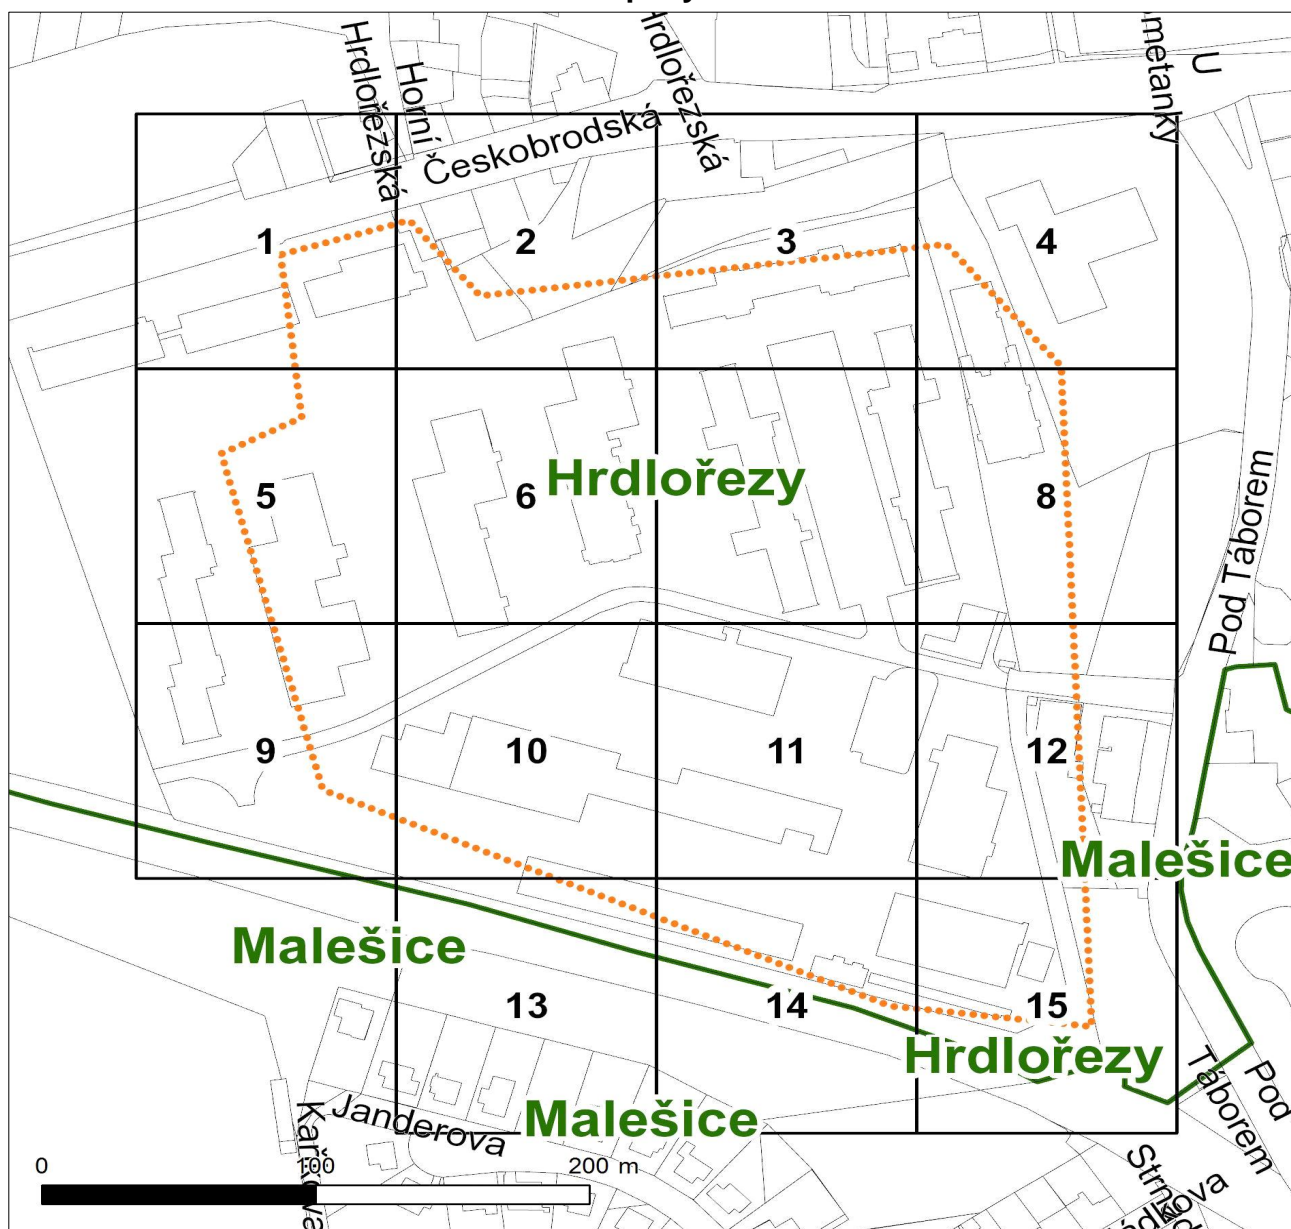 Hrdlořezská
Horní
Hrdlořezská
U
Českobrodská
1
2
3
4
5
6
Hrdlořezy
8
Pod Táborem
9
10
11
12
Malešice
Malešice
13
14
15
Hrdlořezy
Malešice
Janderova
Pod
Táborem
0
100
200 m